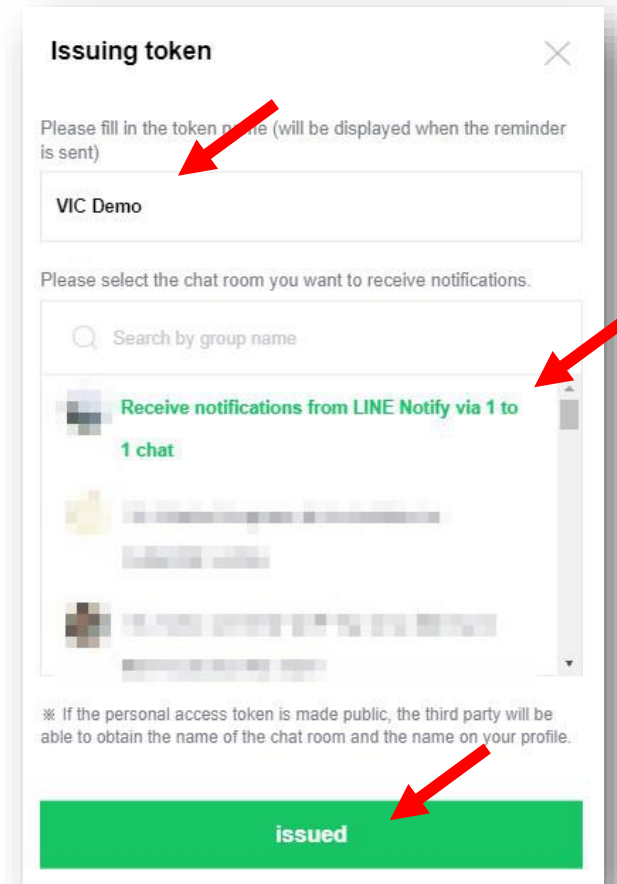 Issuing token
Please fill in the token name (will be displayed when the reminder
is sent)
VIC Demo
Please select the chat room you want to receive notifications.
Search by group name
Receive notifications from LINE Notify via 1 to
1 chat
※ If the personal access token is made public, the third party will be
able to obtain the name of the chat room and the name on your profile.
issued